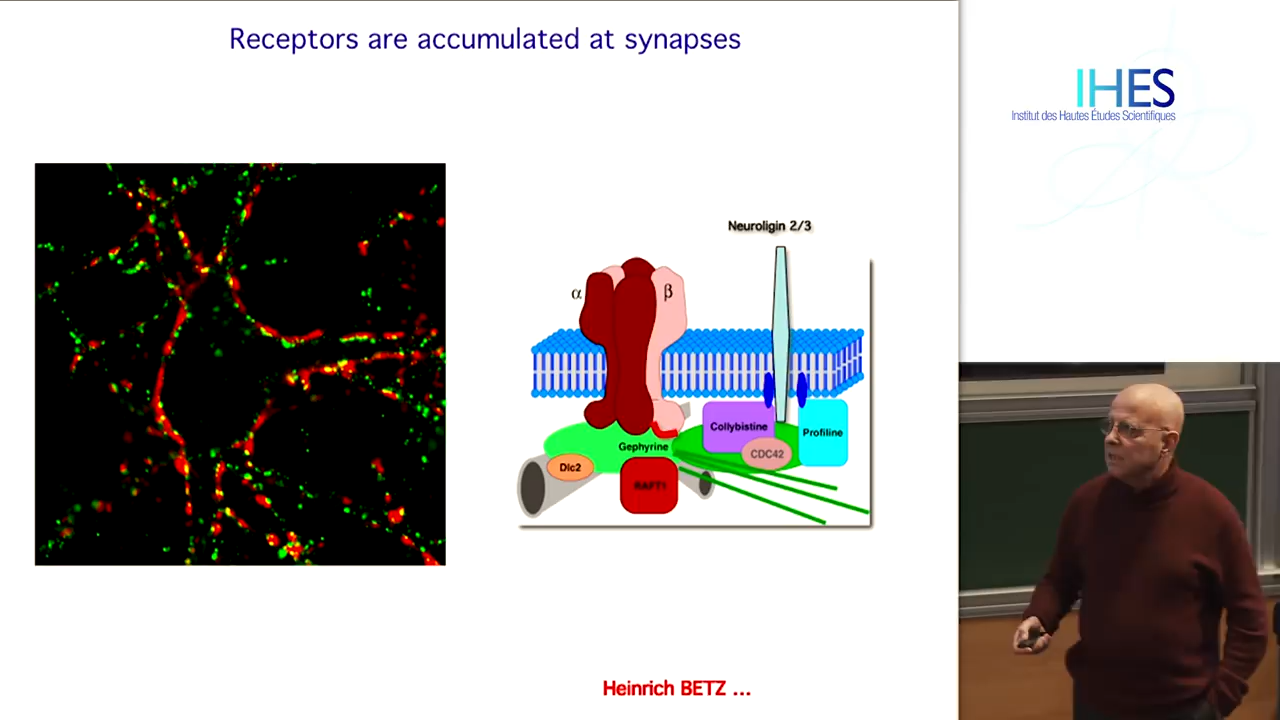 Receptors are accumulated at synapses
IHES
Institut des Hautes Études Scientifiques
Neuroligin 2/3
α
β
Collybistine
Profiline
Gephyrine
CDC42
Dlc2
RAFT1
Heinrich BETZ ...